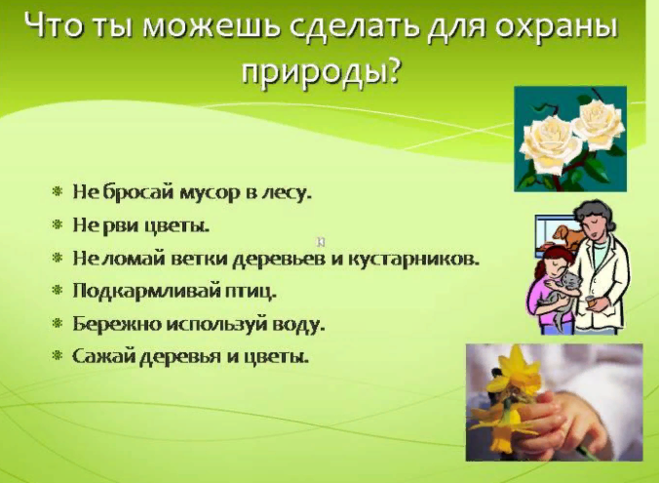 Что ты можешь сделать для охраны
природы?
Не бросай мусор в лесу.
Не рви цветы.
Не ломай ветки деревьев и кустарников.
Подкармливай птиц.
Бережно используй воду.
Сажай деревья и цветы.